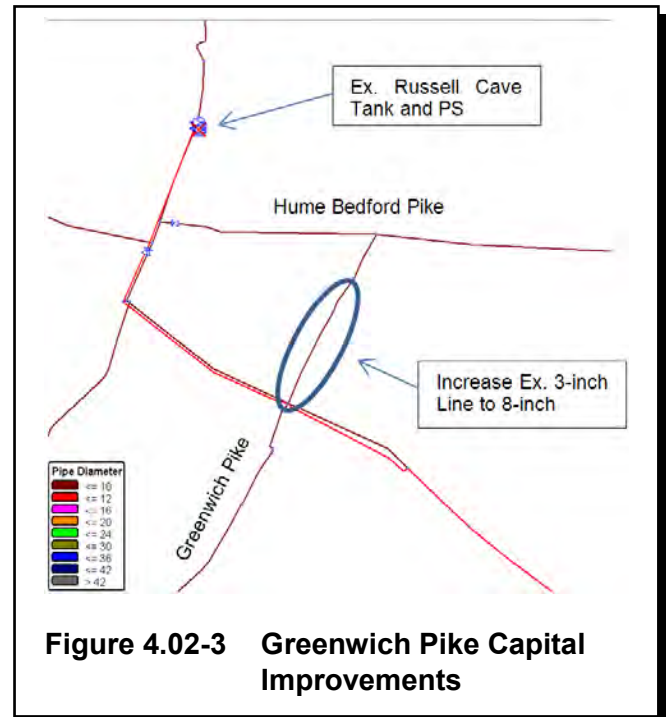 Ex. Russell Cave
Tank and PS
Hume Bedford Pike
Increase Ex. 3-inch
Line to 8-inch
Greenwich Pike
Pipe Diameter
<= 10
<= 12
<= 16
<= 20
<= 24
<= 30
<= 36
<= 42
> 42
Figure 4.02-3 Greenwich Pike Capital
Improvements